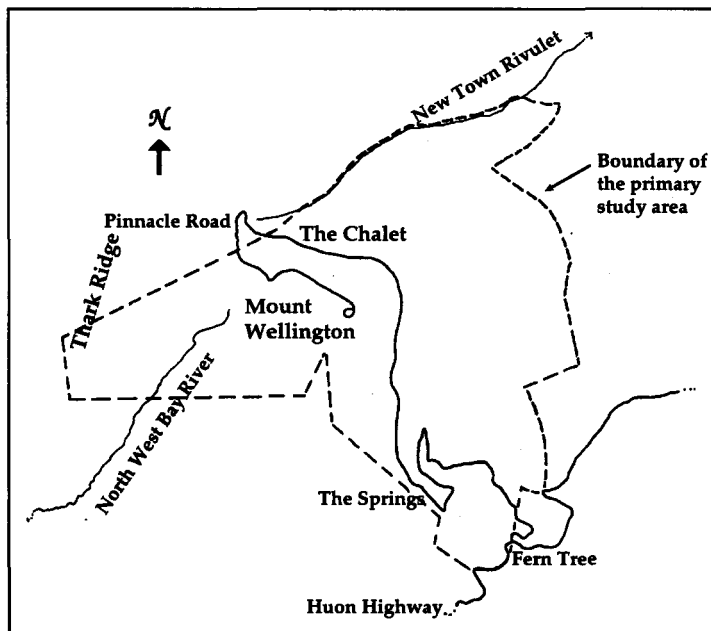 New Town Rivulet
N
Boundary of
the primary
study area
Pinnacle Road
The Chalet
Thark Ridge
Mount
Wellington
North West Bay River
The Springs
Fern Tree
Huon Highway